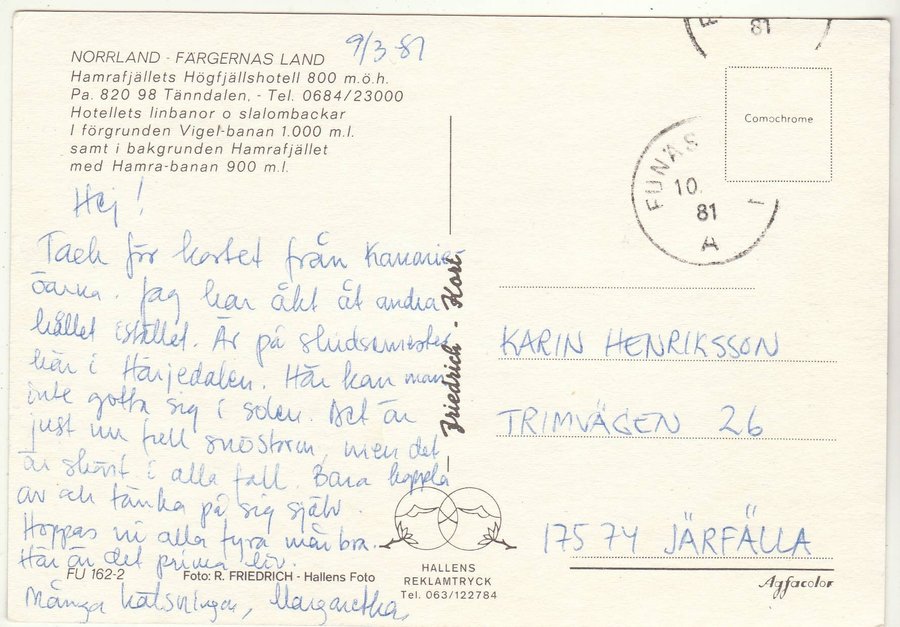 9/3-81
NORRLAND - FÄRGERNAS LAND
Hamrafjällets Högfjällshotell 800 m.ö.h.
Pa. 820 98 Tänndalen, - Tel. 0684/23000
Hotellets linbanor o slalombackar
I förgrunden Vigel-banan 1.000 m.l.
samt i bakgrunden Hamrafjället
med Hamra-banan 900 m.l.
Hej!
Tack för kortet från Kanarie
öarna. Jag har åkt åt andra
hållet istället. Är på skidsemester
här i Härjedalen. Här kan man
inte gotta sig i solen. Det är
just nu full snöstorm, men det
är skönt i alla fall. Bara koppla
av och tänka på sig själv.
Hoppas ni alla fyra mår bra.
Här är det prima före.
Många hälsningar, Margaretha
FU 162-2
Foto: R. FRIEDRICH - Hallens Foto
Friedrich - Kort
HALLENS
REKLAMTRYCK
Tel. 063/122784
81
Comochrome
FUNÄS
10.
81
A
1
KARIN HENRIKSSON
TRIMVÄGEN 26
175 74 JÄRFÄLLA
Agfacolor